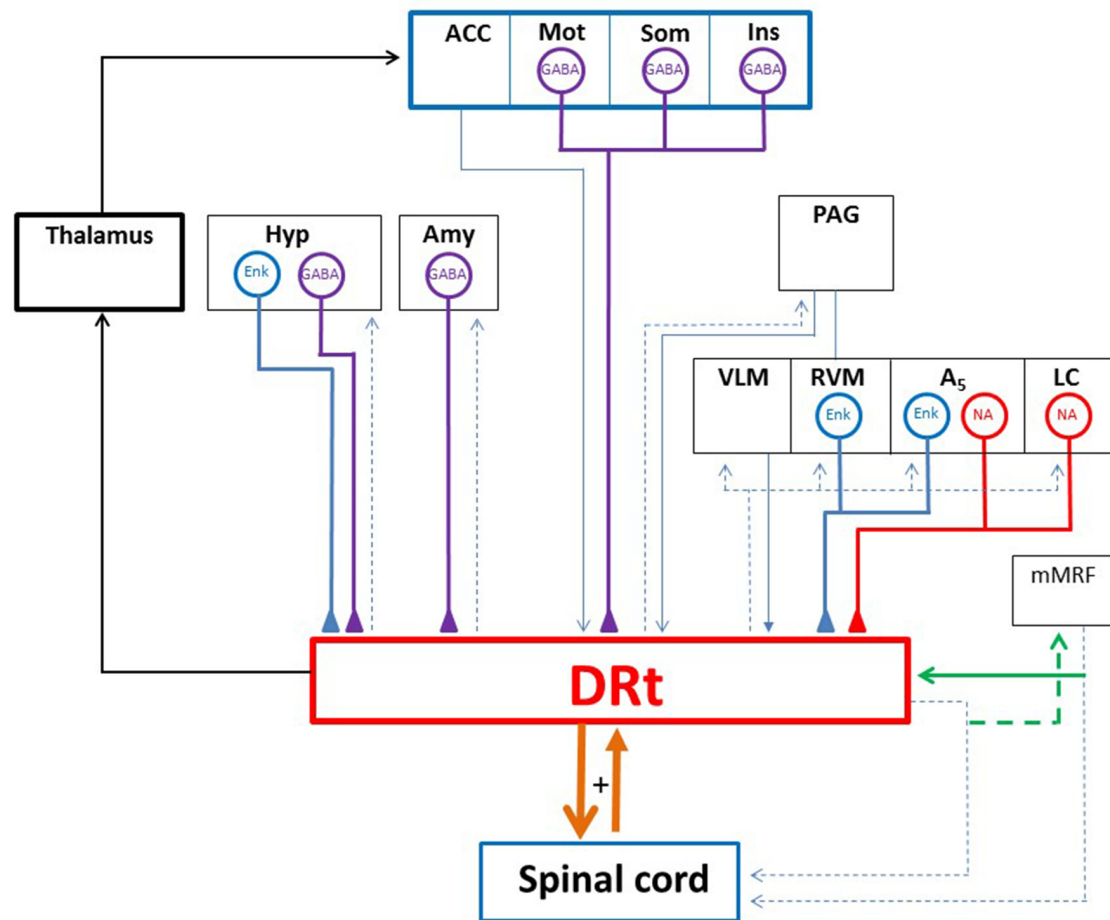 ACC Mot Som Ins
GABA GABA GABA
PAG
Thalamus
Hyp
Amy
Enk GABA
GABA
VLM RVM A₅ LC
Enk Enk NA NA
mMRF
DRt
+
Spinal cord